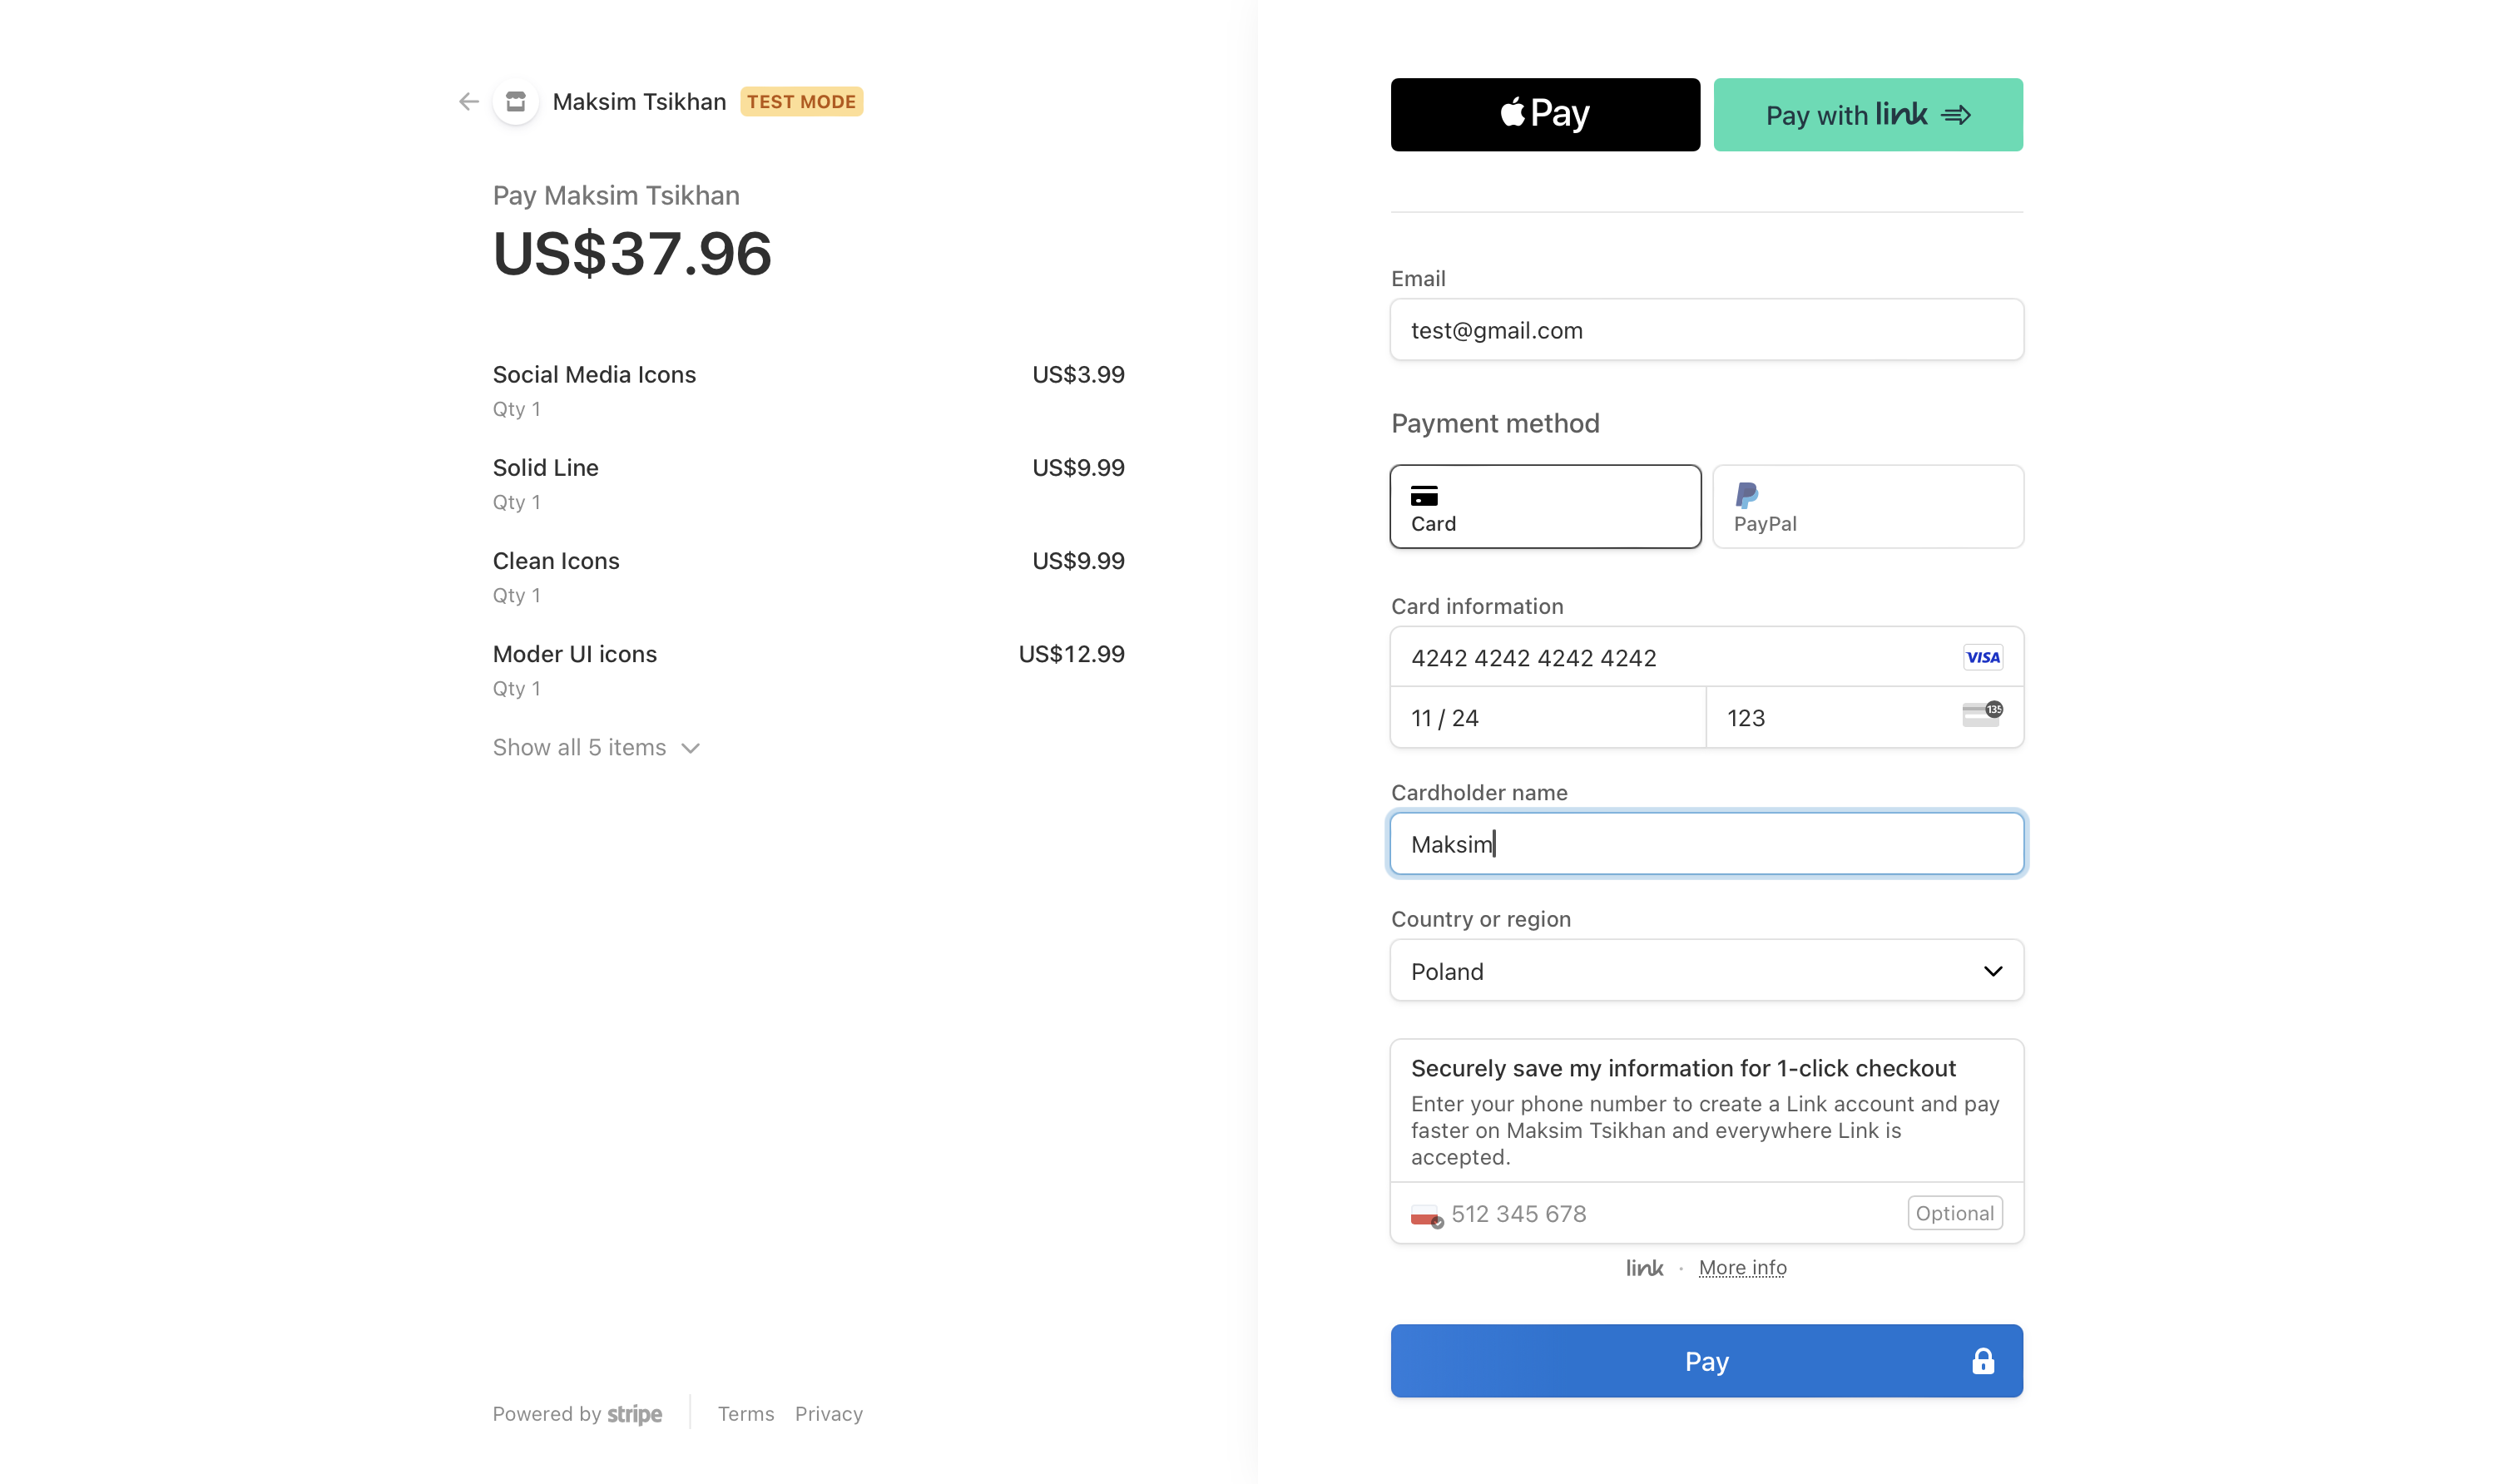 Maksim Tsikhan TEST MODE
Pay Maksim Tsikhan
US$37.96
Social Media Icons US$3.99
Qty 1
Solid Line US$9.99
Qty 1
Clean Icons US$9.99
Qty 1
Moder UI icons US$12.99
Qty 1
Show all 5 items
Powered by stripe Terms Privacy
Pay Pay with link
Email
test@gmail.com
Payment method
Card PayPal
Card information
4242 4242 4242 4242 VISA
11 / 24 123 135
Cardholder name
Maksim
Country or region
Poland
Securely save my information for 1-click checkout
Enter your phone number to create a Link account and pay
faster on Maksim Tsikhan and everywhere Link is
accepted.
512 345 678 Optional
link · More info
Pay